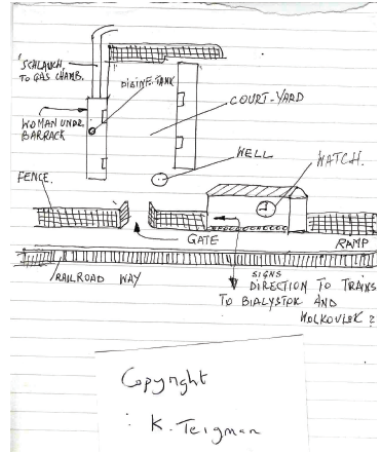 'SCHLAUCH,
TO GAS CHAMB.
DISINF. TANK
COURT-YARD
WOMAN UNDR.
BARRACK
WELL
WATCH.
FENCE.
GATE
RAMP
RAILROAD WAY
SIGNS
DIRECTION TO TRAINS
TO BIALYSTOK AND
WOLKOVISK ?
Copyright
: K. Teigman